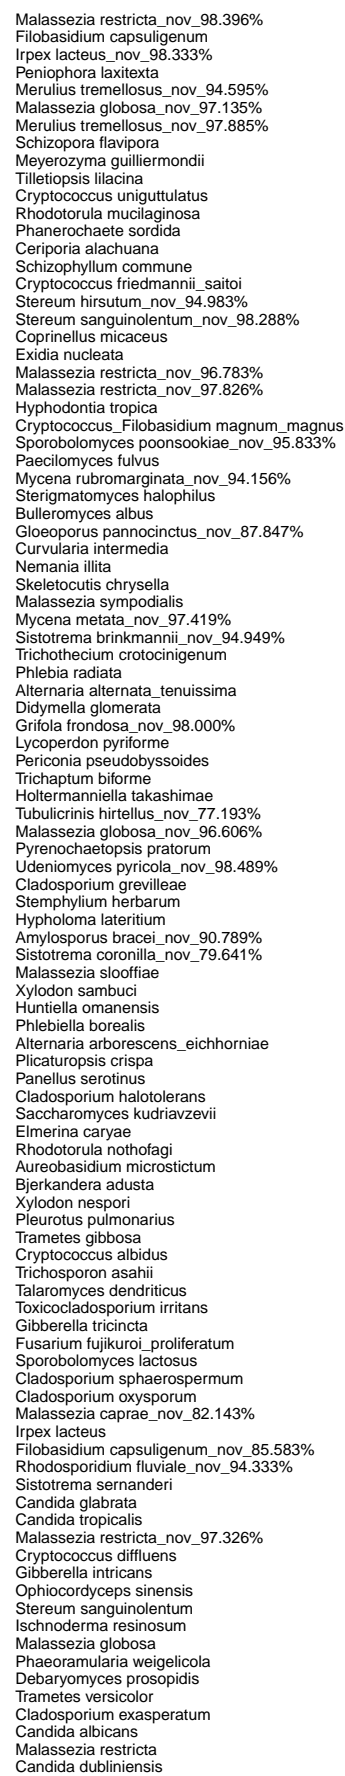 Malassezia restricta_nov_98.396%
Filobasidium capsuligenum
Irpex lacteus_nov_98.333%
Peniophora laxitexta
Merulius tremellosus_nov_94.595%
Malassezia globosa_nov_97.135%
Merulius tremellosus_nov_97.885%
Schizopora flavipora
Meyerozyma guilliermondii
Tilletiopsis lilacina
Cryptococcus uniguttulatus
Rhodotorula mucilaginosa
Phanerochaete sordida
Ceriporia alachuana
Schizophyllum commune
Cryptococcus friedmannii_saitoi
Stereum hirsutum_nov_94.983%
Stereum sanguinolentum_nov_98.288%
Coprinellus micaceus
Exidia nucleata
Malassezia restricta_nov_96.783%
Malassezia restricta_nov_97.826%
Hyphodontia tropica
Cryptococcus_Filobasidium magnum_magnus
Sporobolomyces poonsookiae_nov_95.833%
Paecilomyces fulvus
Mycena rubromarginata_nov_94.156%
Sterigmatomyces halophilus
Bulleromyces albus
Gloeoporus pannocinctus_nov_87.847%
Curvularia intermedia
Nemania illita
Skeletocutis chrysella
Malassezia sympodialis
Mycena metata_nov_97.419%
Sistotrema brinkmannii_nov_94.949%
Trichothecium crotocinigenum
Phlebia radiata
Alternaria alternata_tenuissima
Didymella glomerata
Grifola frondosa_nov_98.000%
Lycoperdon pyriforme
Periconia pseudobyssoides
Trichaptum biforme
Holtermanniella takashimae
Tubulicrinis hirtellus_nov_77.193%
Malassezia globosa_nov_96.606%
Pyrenochaetopsis pratorum
Udeniomyces pyricola_nov_98.489%
Cladosporium grevilleae
Stemphylium herbarum
Hypholoma lateritium
Amylosporus bracei_nov_90.789%
Sistotrema coronilla_nov_79.641%
Malassezia slooffiae
Xylodon sambuci
Huntiella omanensis
Phlebiella borealis
Alternaria arborescens_eichhorniae
Plicaturopsis crispa
Panellus serotinus
Cladosporium halotolerans
Saccharomyces kudriavzevii
Elmerina caryae
Rhodotorula nothofagi
Aureobasidium microstictum
Bjerkandera adusta
Xylodon nespori
Pleurotus pulmonarius
Trametes gibbosa
Cryptococcus albidus
Trichosporon asahii
Talaromyces dendriticus
Toxicocladosporium irritans
Gibberella tricincta
Fusarium fujikuroi_proliferatum
Sporobolomyces lactosus
Cladosporium sphaerospermum
Cladosporium oxysporum
Malassezia caprae_nov_82.143%
Irpex lacteus
Filobasidium capsuligenum_nov_85.583%
Rhodosporidium fluviale_nov_94.333%
Sistotrema sernanderi
Candida glabrata
Candida tropicalis
Malassezia restricta_nov_97.326%
Cryptococcus diffluens
Gibberella intricans
Ophiocordyceps sinensis
Stereum sanguinolentum
Ischnoderma resinosum
Malassezia globosa
Phaeoramularia weigelicola
Debaryomyces prosopidis
Trametes versicolor
Cladosporium exasperatum
Candida albicans
Malassezia restricta
Candida dubliniensis